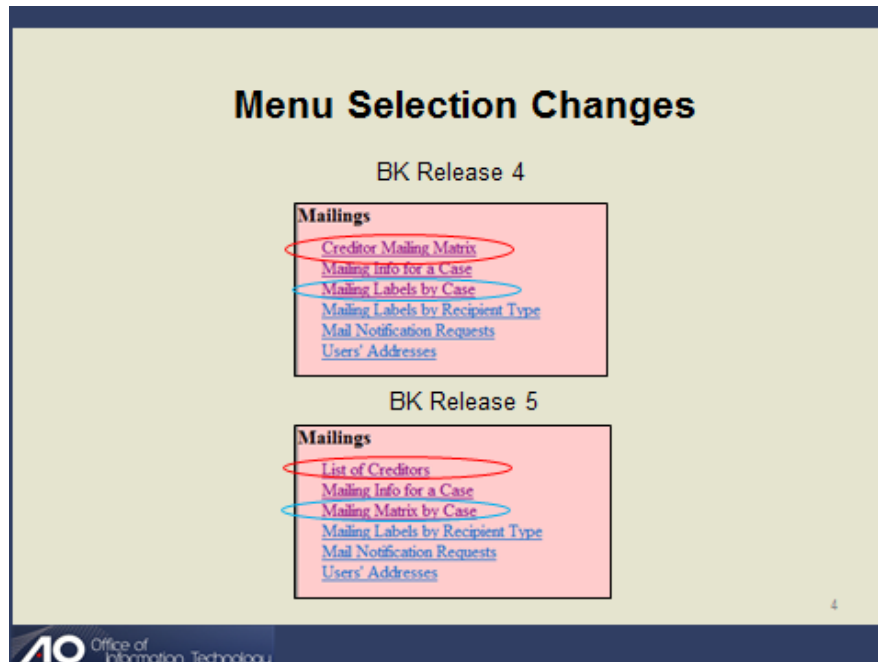 Menu Selection Changes
BK Release 4
Mailings
Creditor Mailing Matrix
Mailing Info for a Case
Mailing Labels by Case
Mailing Labels by Recipient Type
Mail Notification Requests
Users' Addresses
BK Release 5
Mailings
List of Creditors
Mailing Info for a Case
Mailing Matrix by Case
Mailing Labels by Recipient Type
Mail Notification Requests
Users' Addresses
4
AO Office of
Information Technology